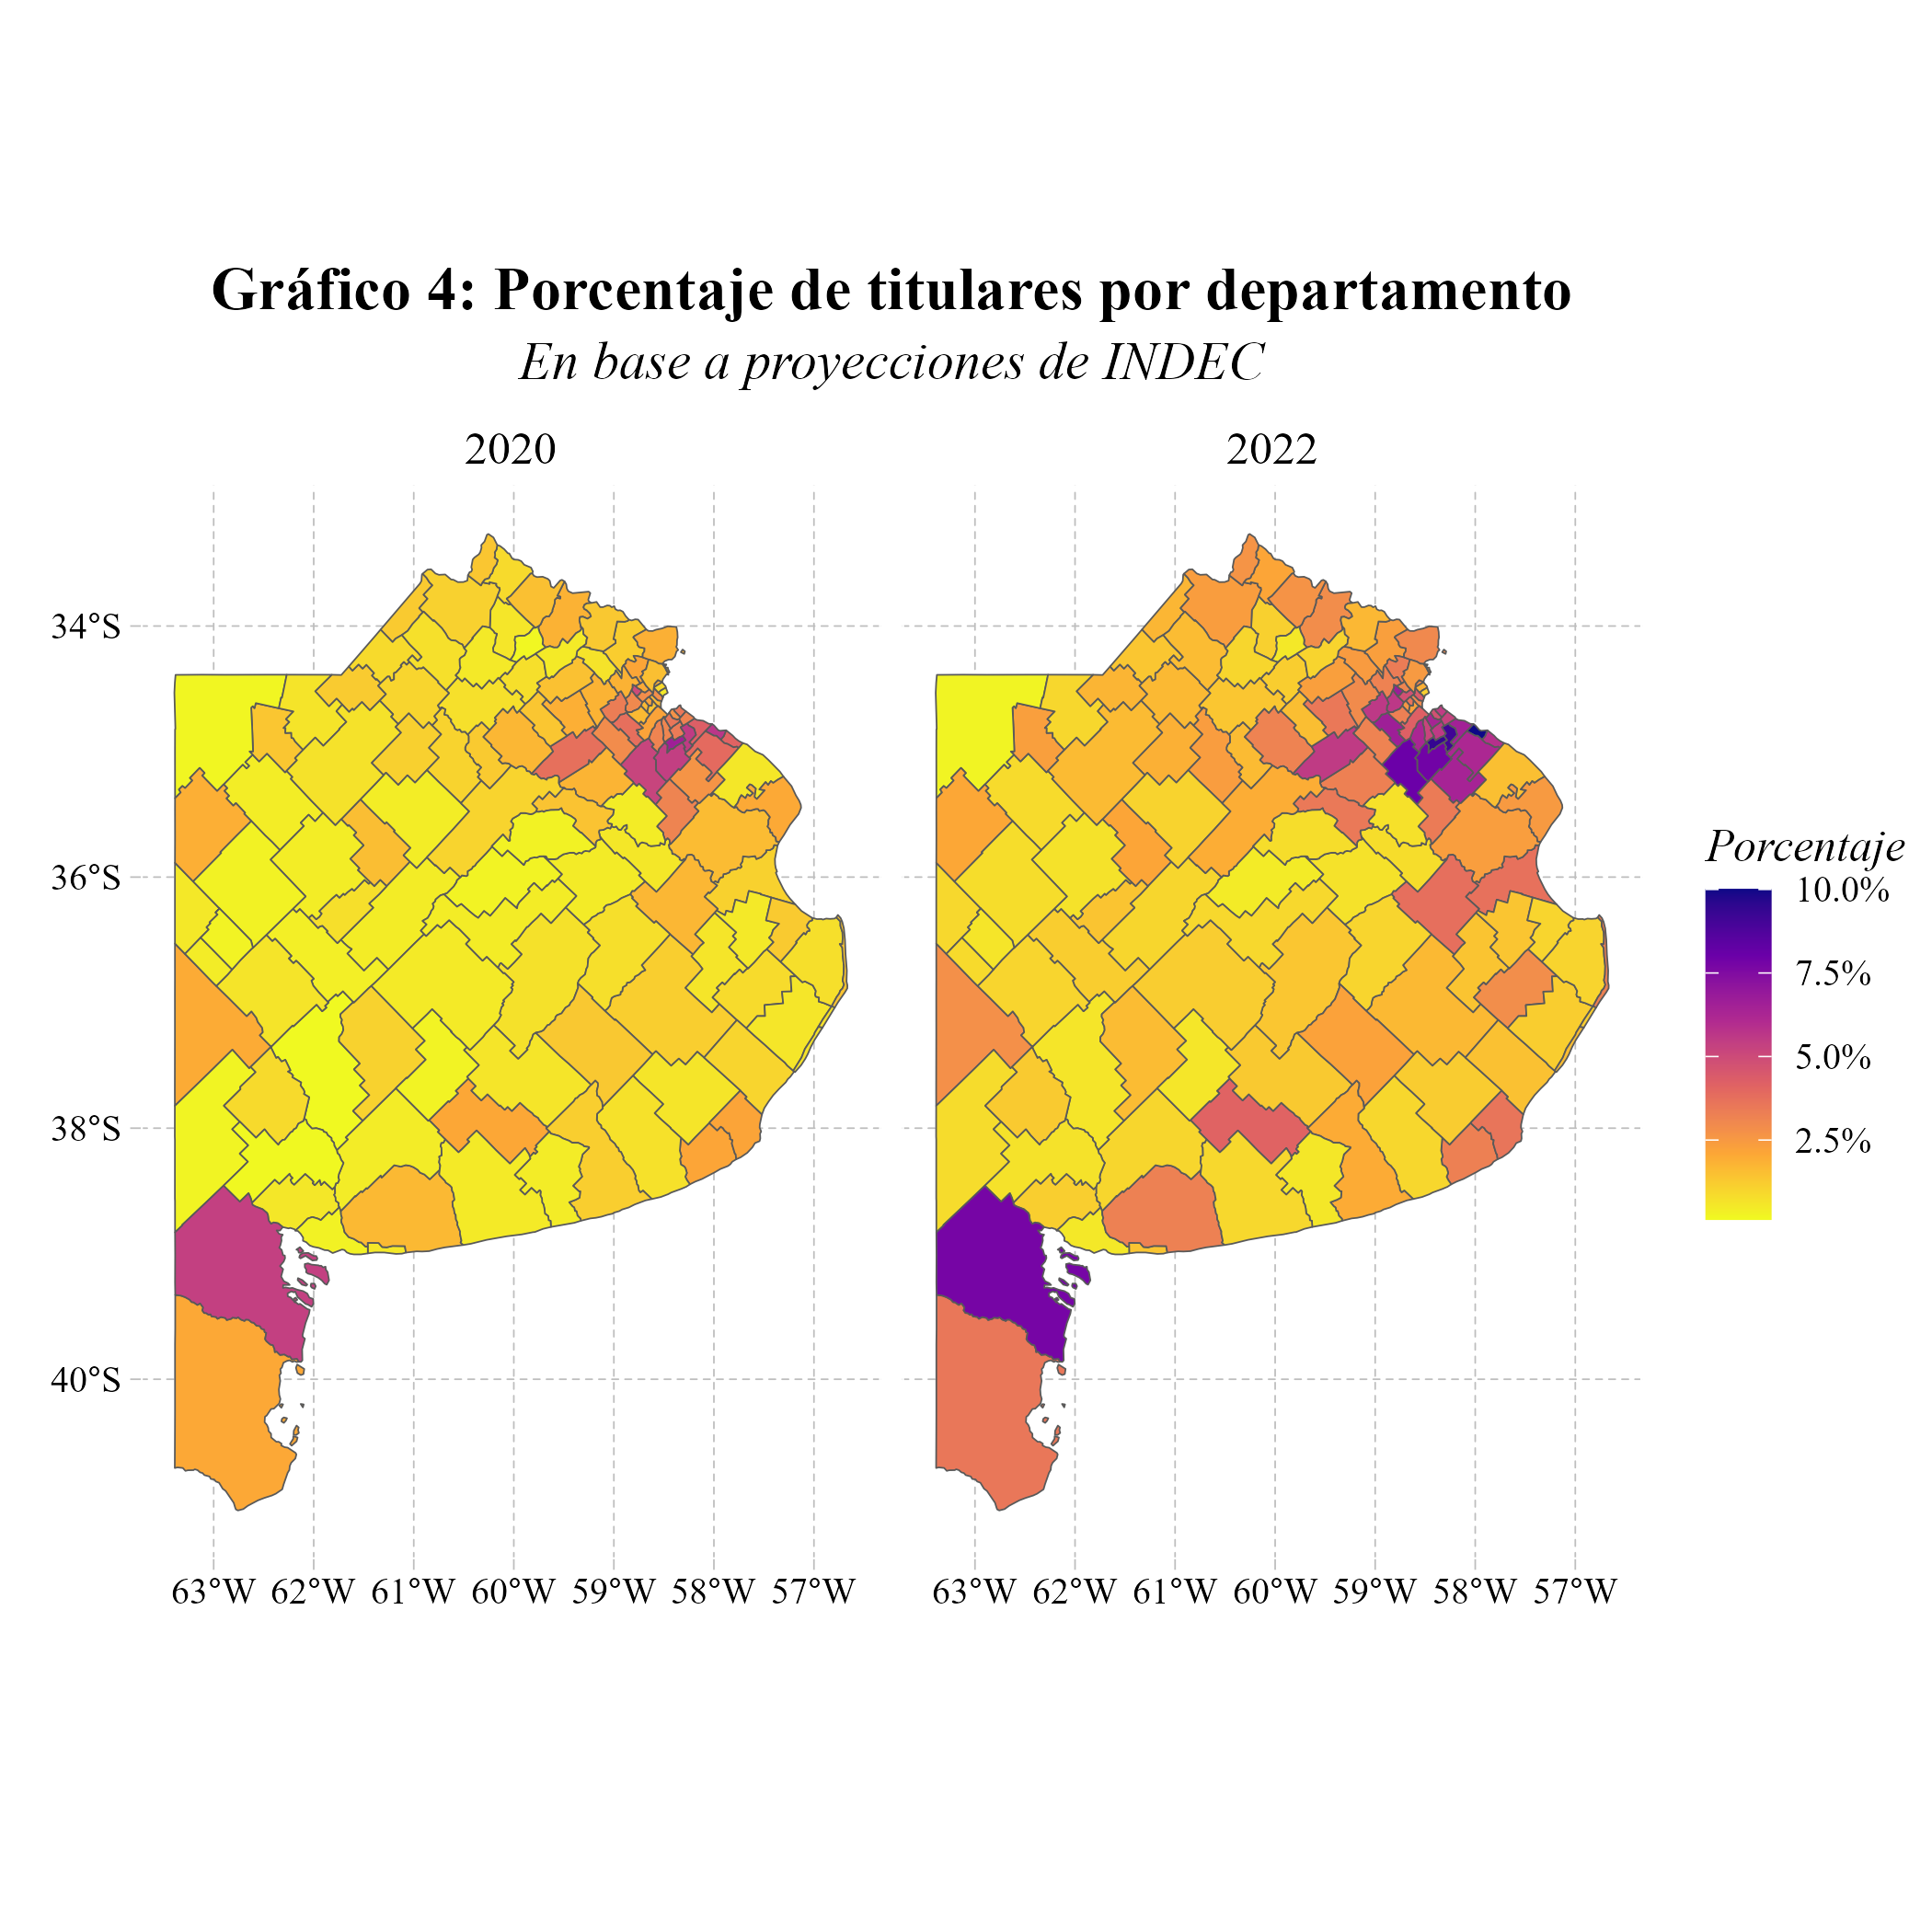 Gráfico 4: Porcentaje de titulares por departamento
En base a proyecciones de INDEC
2020
2022
34°S
36°S
38°S
40°S
63°W 62°W 61°W 60°W 59°W 58°W 57°W
63°W 62°W 61°W 60°W 59°W 58°W 57°W
Porcentaje
10.0%
7.5%
5.0%
2.5%